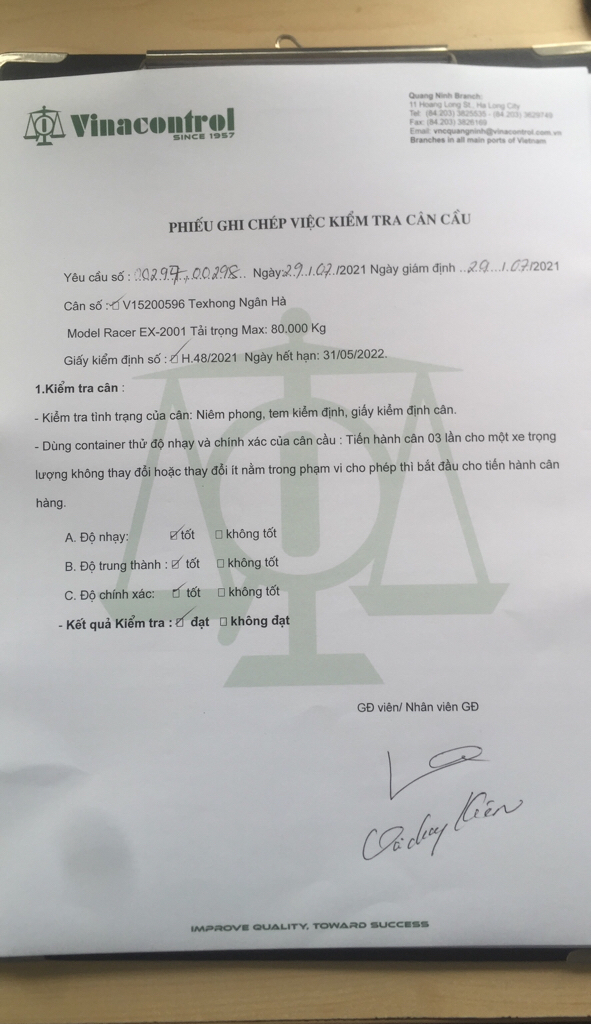 Vinacontrol
SINCE 1957
Quang Ninh Branch:
11 Hoang Long St., Ha Long City
Tel: (84.203) 3825535 - (84.203) 3629749
Fax: (84.203) 3826169
Email: vncquangninh@vinacontrol.com.vn
Branches in all main ports of Vietnam
PHIẾU GHI CHÉP VIỆC KIỂM TRA CÂN CẦU
Yêu cầu số : 00297, 00298.. Ngày 29./.07./2021 Ngày giám định ..29.../.07./2021
Cân số : ☑ V15200596 Texhong Ngân Hà
Model Racer EX-2001 Tải trọng Max: 80.000 Kg
Giấy kiểm định số : ☑ H.48/2021 Ngày hết hạn: 31/05/2022.
1.Kiểm tra cân :
- Kiểm tra tình trạng của cân: Niêm phong, tem kiểm định, giấy kiểm định cân.
- Dùng container thử độ nhạy và chính xác của cân cầu : Tiến hành cân 03 lần cho một xe trọng
lượng không thay đổi hoặc thay đổi ít nằm trong phạm vi cho phép thì bắt đầu cho tiến hành cân
hàng.
A. Độ nhạy: ☑ tốt ☐ không tốt
B. Độ trung thành : ☑ tốt ☐ không tốt
C. Độ chính xác: ☑ tốt ☐ không tốt
- Kết quả Kiểm tra : ☑ đạt ☐ không đạt
GĐ viên/ Nhân viên GĐ
Kiên
IMPROVE QUALITY, TOWARD SUCCESS